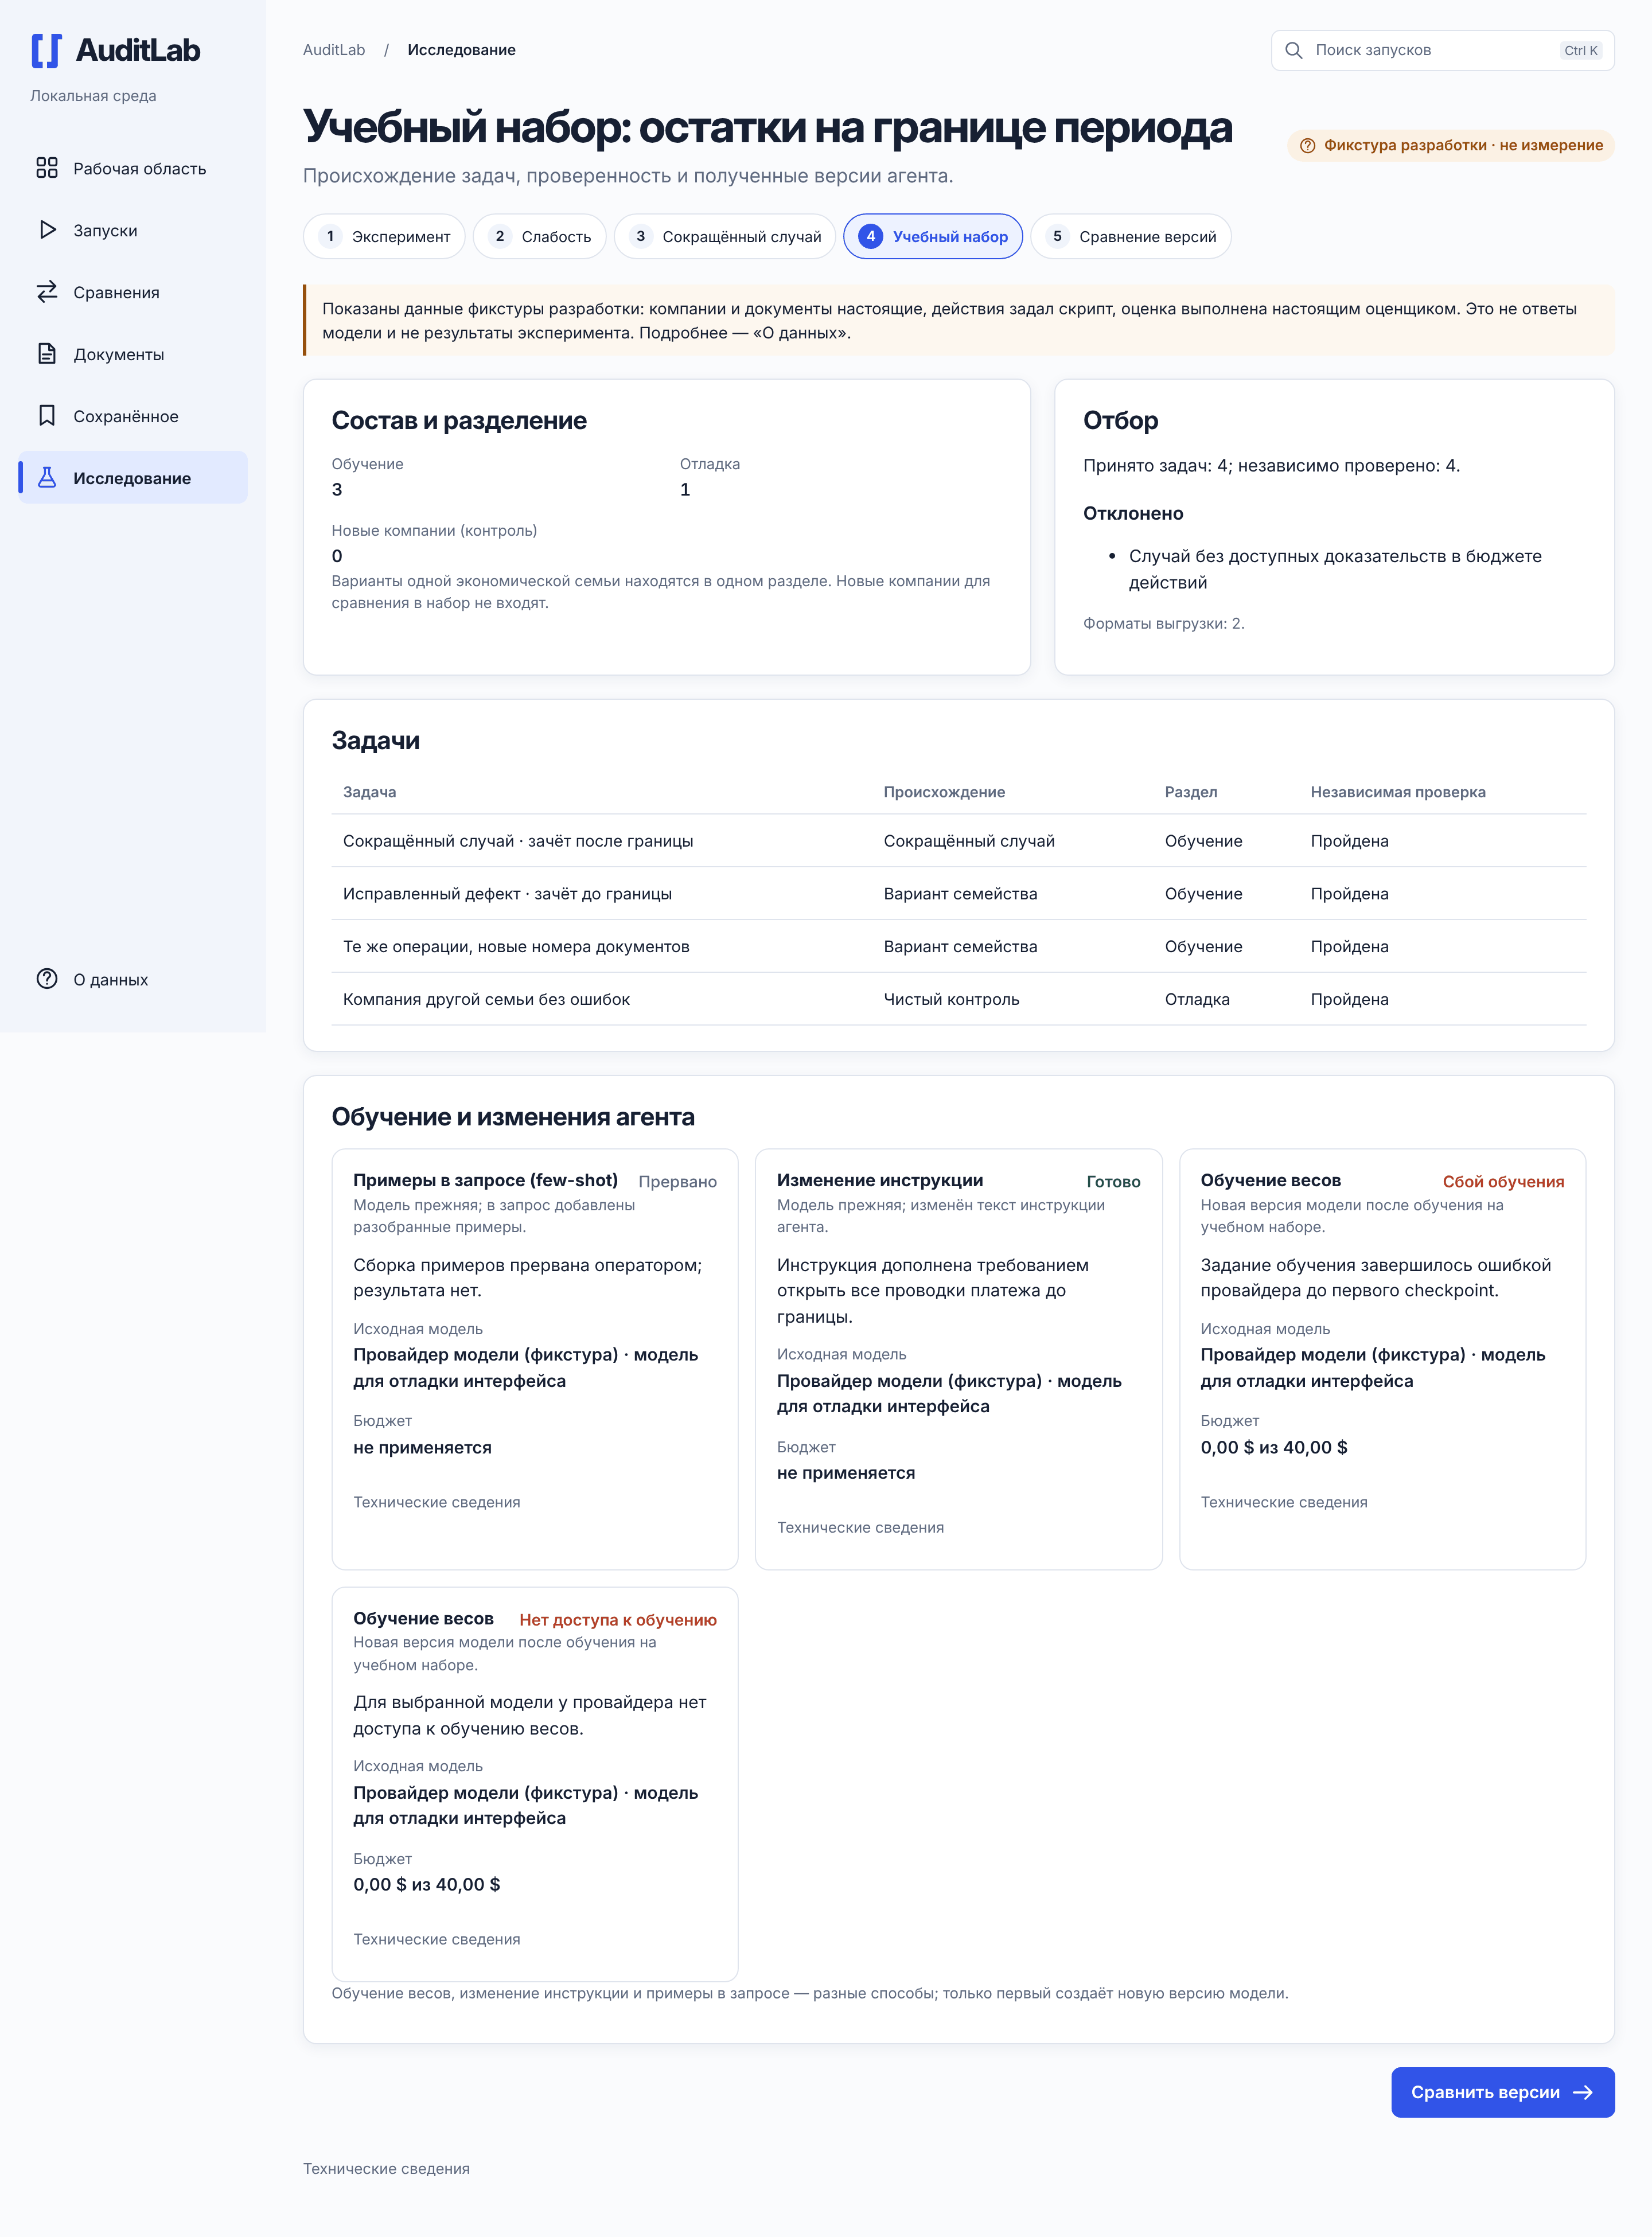 AuditLab
Локальная среда
Рабочая область
Запуски
Сравнения
Документы
Сохранённое
Исследование
О данных
AuditLab / Исследование
Поиск запусков Ctrl K
Учебный набор: остатки на границе периода
Фикстура разработки · не измерение
Происхождение задач, проверенность и полученные версии агента.
1 Эксперимент
2 Слабость
3 Сокращённый случай
4 Учебный набор
5 Сравнение версий
Показаны данные фикстуры разработки: компании и документы настоящие, действия задал скрипт, оценка выполнена настоящим оценщиком. Это не ответы
модели и не результаты эксперимента. Подробнее — «О данных».
Состав и разделение
Обучение
3
Отладка
1
Новые компании (контроль)
0
Варианты одной экономической семьи находятся в одном разделе. Новые компании для
сравнения в набор не входят.
Отбор
Принято задач: 4; независимо проверено: 4.
Отклонено
• Случай без доступных доказательств в бюджете
действий
Форматы выгрузки: 2.
Задачи
Задача Происхождение Раздел Независимая проверка
Сокращённый случай · зачёт после границы Сокращённый случай Обучение Пройдена
Исправленный дефект · зачёт до границы Вариант семейства Обучение Пройдена
Те же операции, новые номера документов Вариант семейства Обучение Пройдена
Компания другой семьи без ошибок Чистый контроль Отладка Пройдена
Обучение и изменения агента
Примеры в запросе (few-shot) Прервано
Модель прежняя; в запрос добавлены
разобранные примеры.
Сборка примеров прервана оператором;
результата нет.
Исходная модель
Провайдер модели (фикстура) · модель
для отладки интерфейса
Бюджет
не применяется
Технические сведения
Изменение инструкции Готово
Модель прежняя; изменён текст инструкции
агента.
Инструкция дополнена требованием
открыть все проводки платежа до
границы.
Исходная модель
Провайдер модели (фикстура) · модель
для отладки интерфейса
Бюджет
не применяется
Технические сведения
Обучение весов Сбой обучения
Новая версия модели после обучения на
учебном наборе.
Задание обучения завершилось ошибкой
провайдера до первого checkpoint.
Исходная модель
Провайдер модели (фикстура) · модель
для отладки интерфейса
Бюджет
0,00 $ из 40,00 $
Технические сведения
Обучение весов Нет доступа к обучению
Новая версия модели после обучения на
учебном наборе.
Для выбранной модели у провайдера нет
доступа к обучению весов.
Исходная модель
Провайдер модели (фикстура) · модель
для отладки интерфейса
Бюджет
0,00 $ из 40,00 $
Технические сведения
Обучение весов, изменение инструкции и примеры в запросе — разные способы; только первый создаёт новую версию модели.
Сравнить версии
Технические сведения